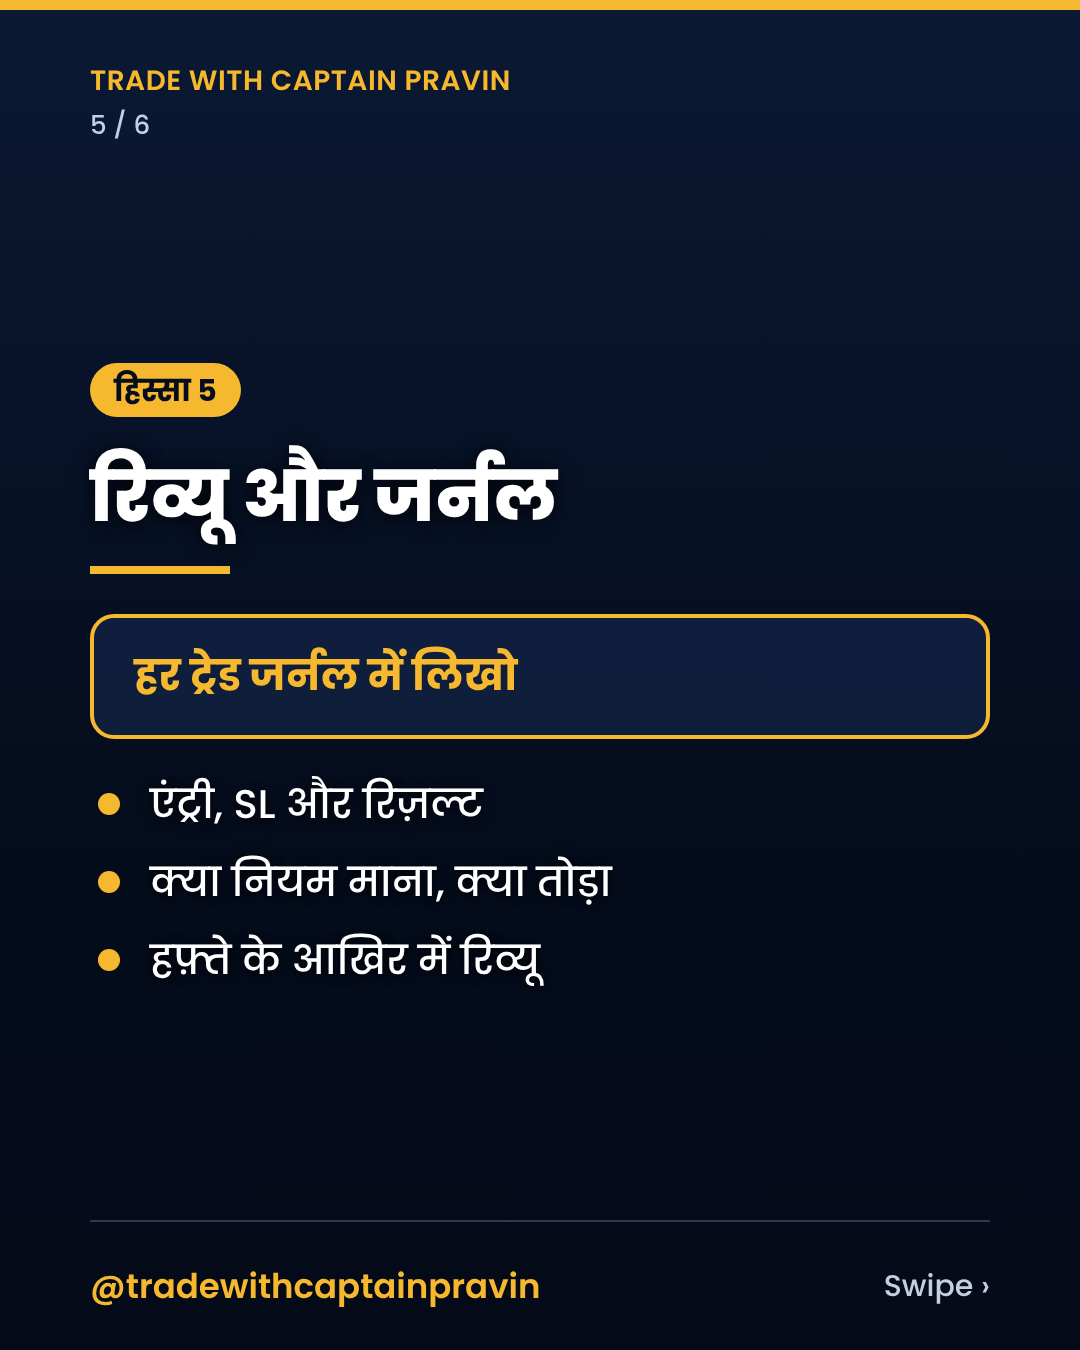 TRADE WITH CAPTAIN PRAVIN
5 / 6
हिस्सा 5
रिव्यू और जर्नल
हर ट्रेड जर्नल में लिखो
एंट्री, SL और रिज़ल्ट
क्या नियम माना, क्या तोड़ा
हफ़्ते के आखिर में रिव्यू
@tradewithcaptainpravin
Swipe ›